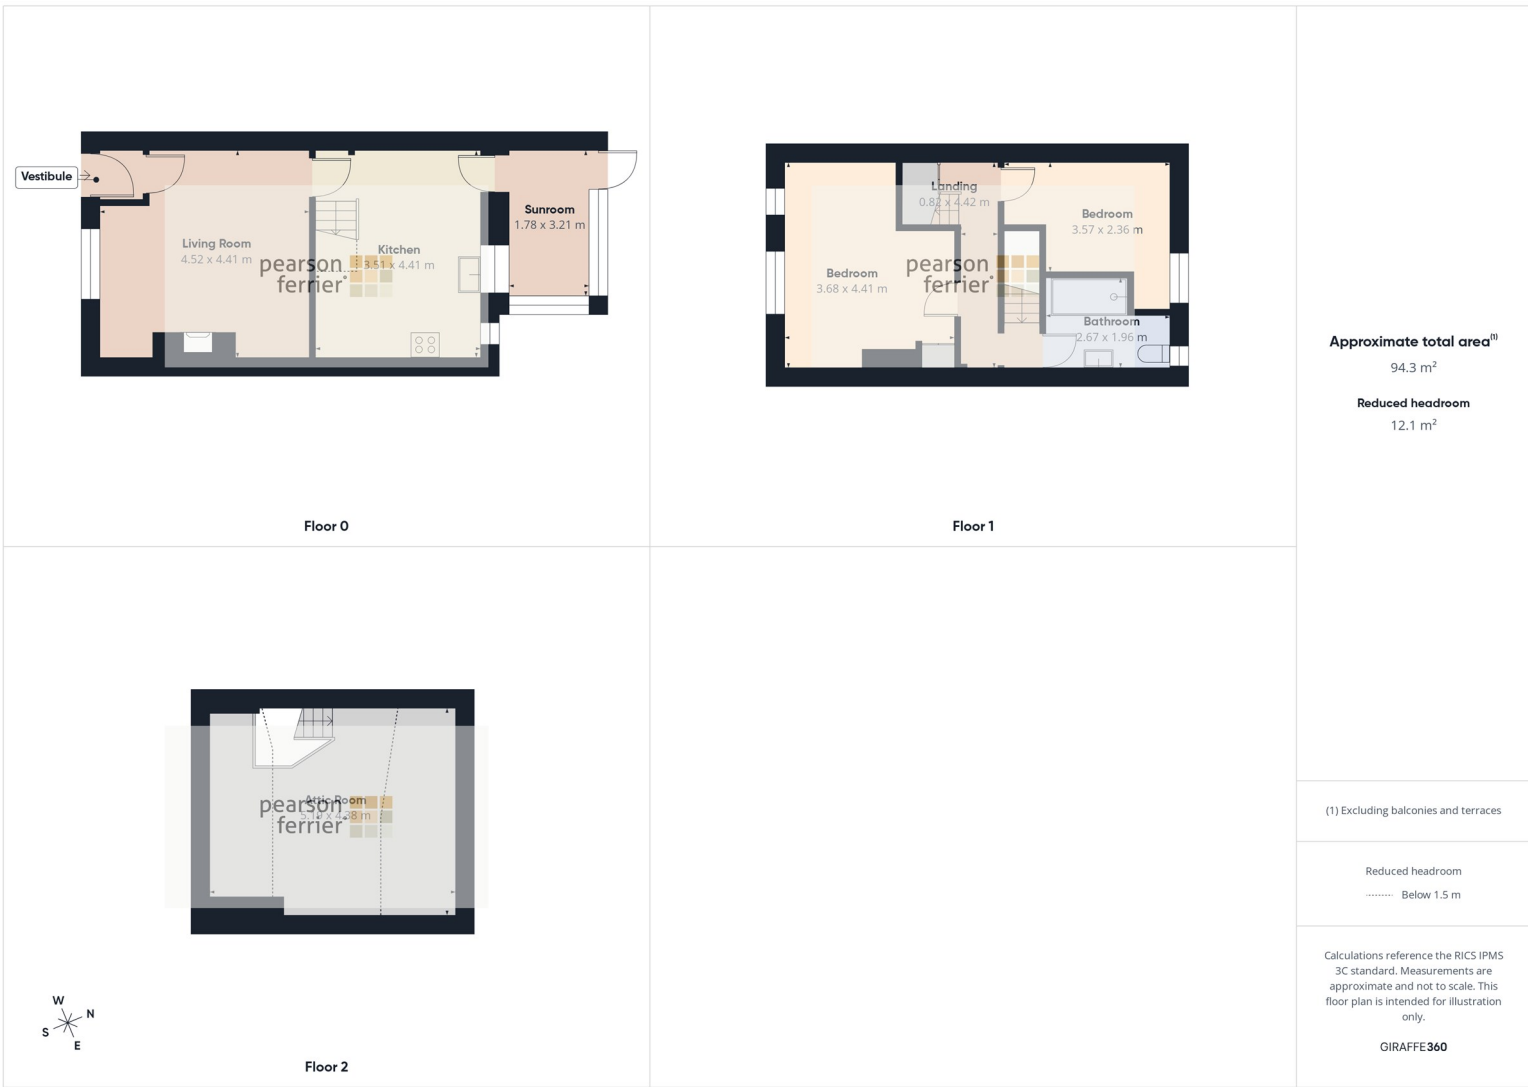 Vestibule
Living Room
4.52 x 4.41 m
Kitchen
3.51 x 4.41 m
Sunroom
1.78 x 3.21 m
pearson
ferrier
Floor 0
Landing
0.82 x 4.42 m
Bedroom
3.57 x 2.36 m
Bedroom
3.68 x 4.41 m
pearson
ferrier
Bathroom
2.67 x 1.96 m
Floor 1
Attic Room
x 4.38 m
pearson
ferrier
W
N
S
E
Floor 2
Approximate total area(1)
94.3 m²
Reduced headroom
12.1 m²
(1) Excluding balconies and terraces
Reduced headroom
Below 1.5 m
Calculations reference the RICS IPMS
3C standard. Measurements are
approximate and not to scale. This
floor plan is intended for illustration
only.
GIRAFFE360